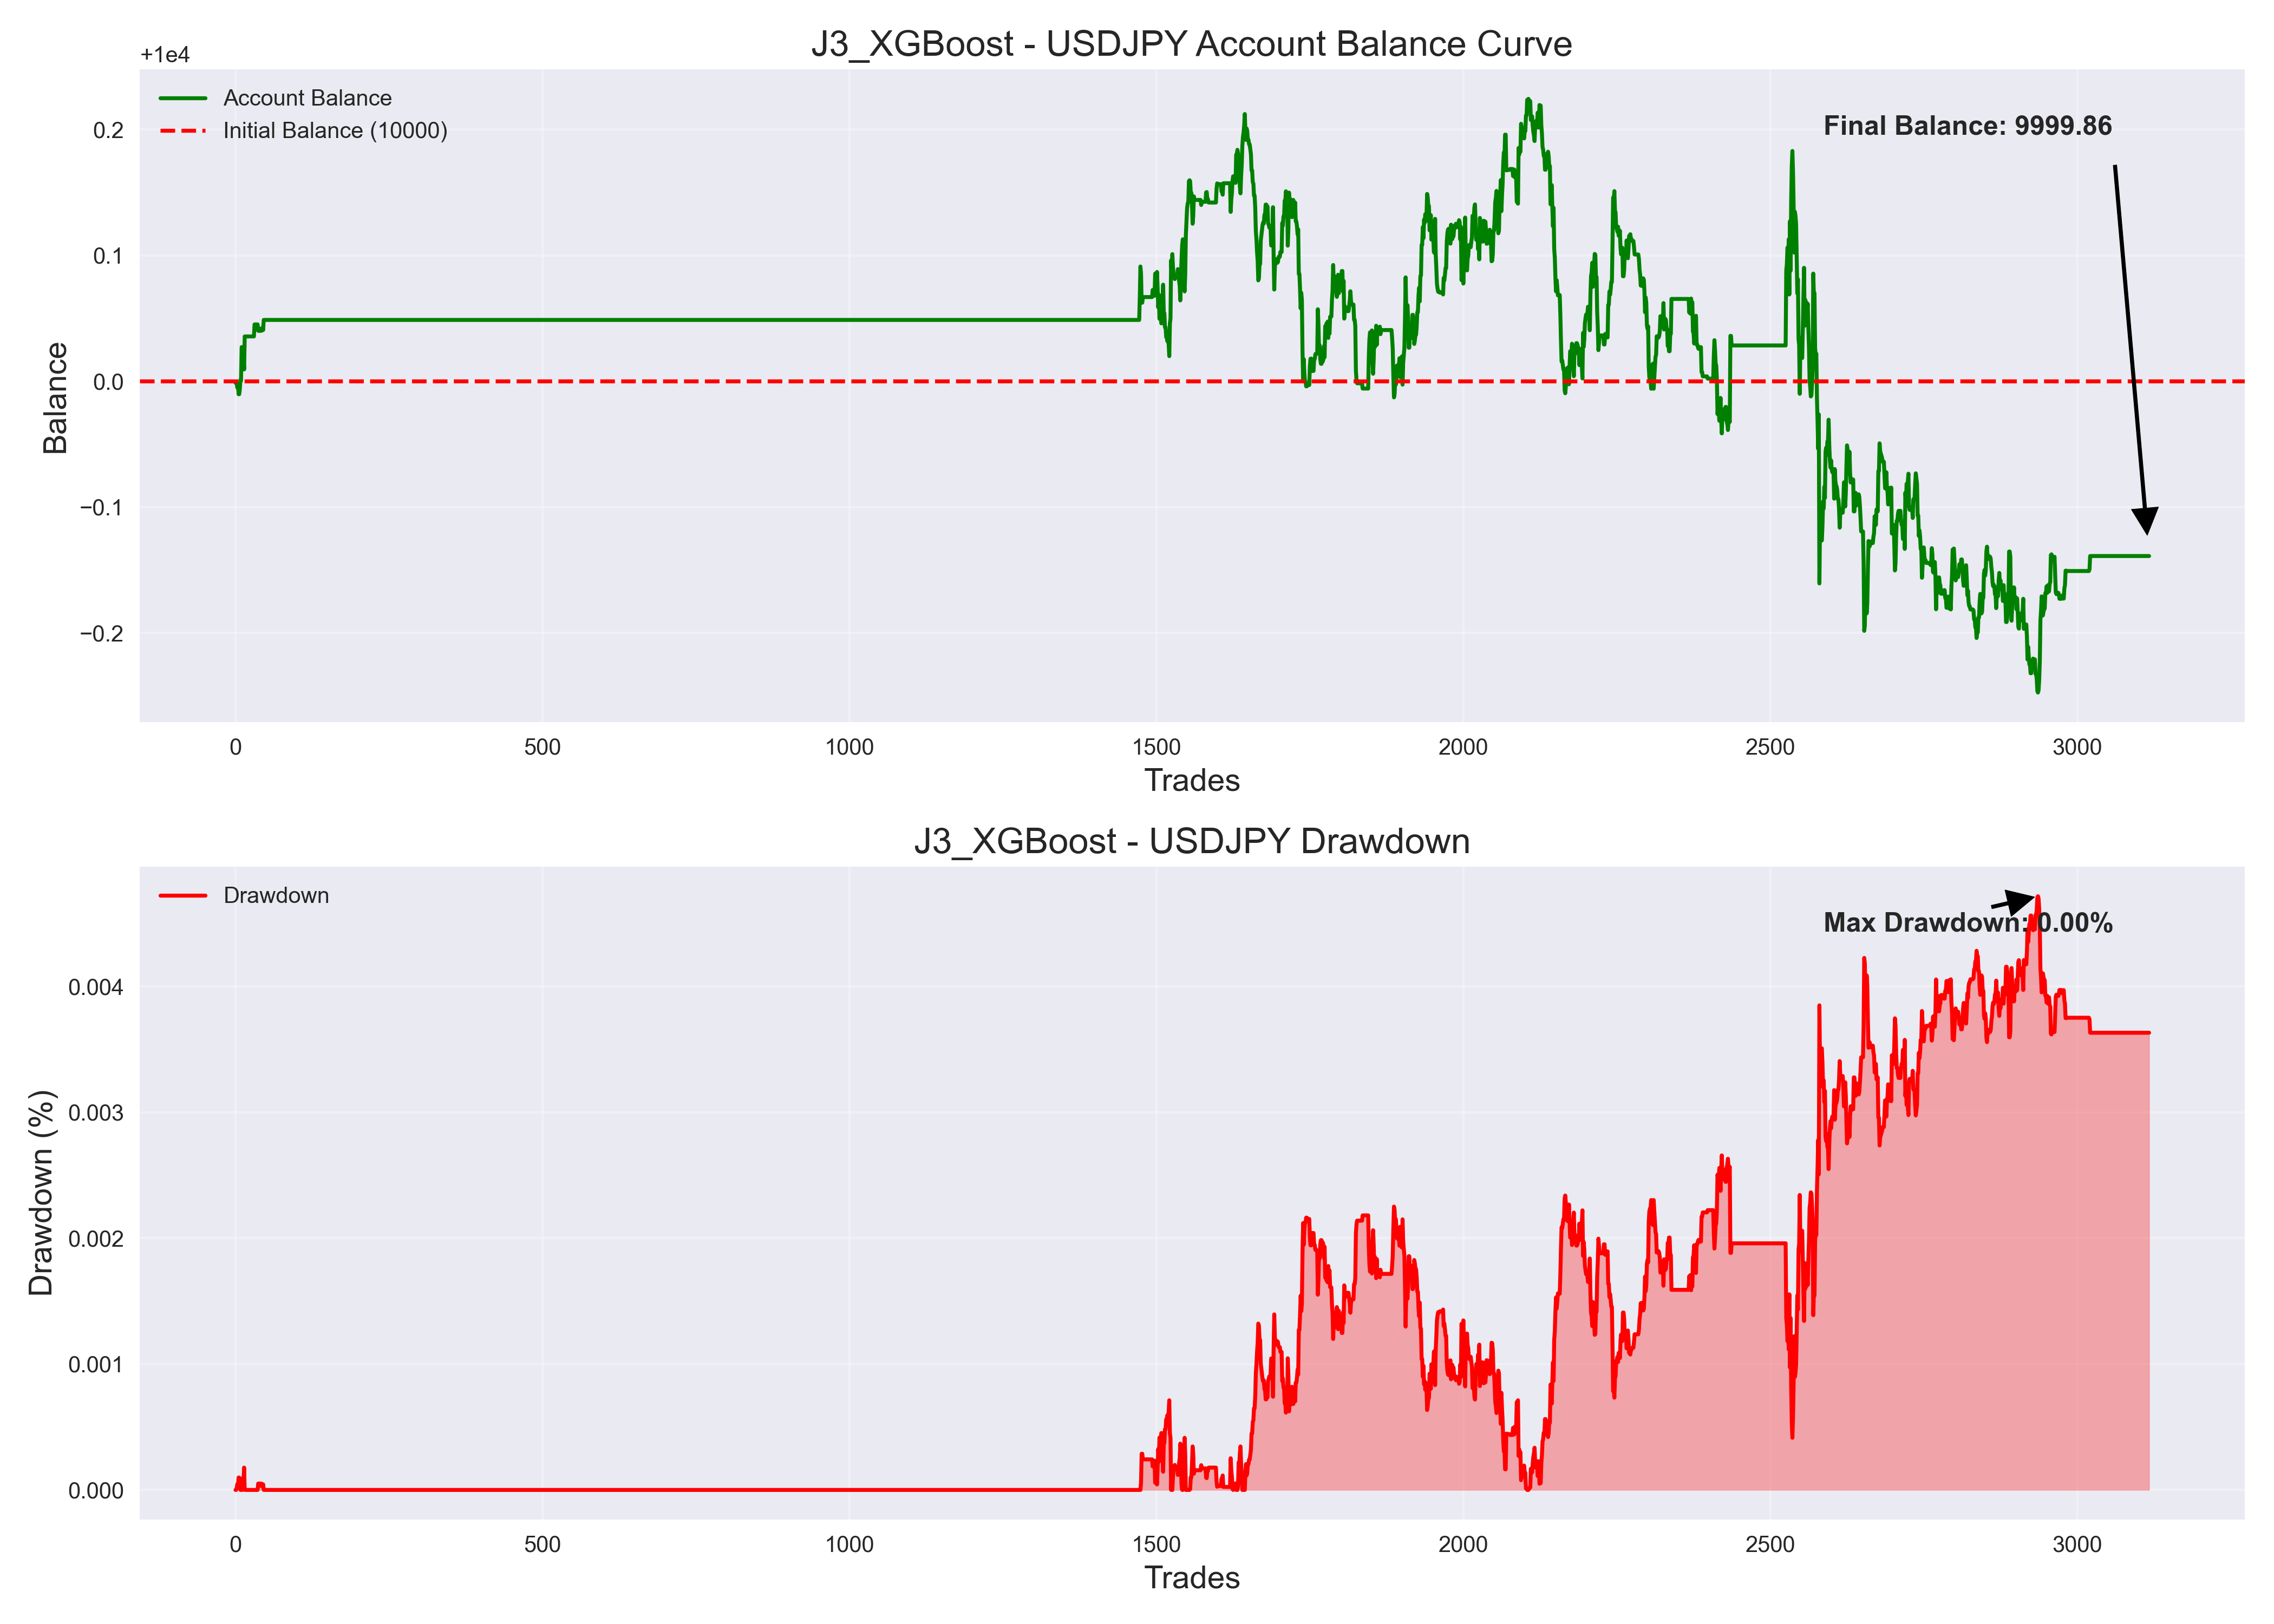 J3_XGBoost - USDJPY Account Balance Curve
+1e4
Account Balance
Initial Balance (10000)
Final Balance: 9999.86
0.2
0.1
0.0
−0.1
−0.2
Balance
0 500 1000 1500 2000 2500 3000
Trades
J3_XGBoost - USDJPY Drawdown
Drawdown
Max Drawdown: 0.00%
0.004
0.003
0.002
0.001
0.000
Drawdown (%)
0 500 1000 1500 2000 2500 3000
Trades